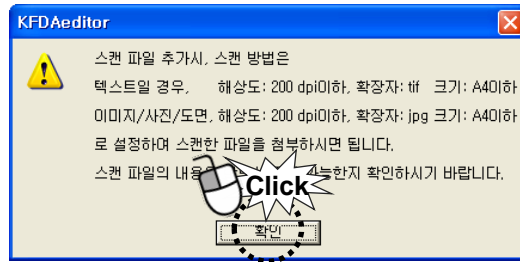 KFDAeditor
스캔 파일 추가시, 스캔 방법은
텍스트일 경우, 해상도: 200 dpi이하, 확장자: tif 크기: A4이하
이미지/사진/도면, 해상도: 200 dpi이하, 확장자: jpg 크기: A4이하
로 설정하여 스캔한 파일을 첨부하시면 됩니다.
스캔 파일의 내용 한지 확인하시기 바랍니다.
Click
확인